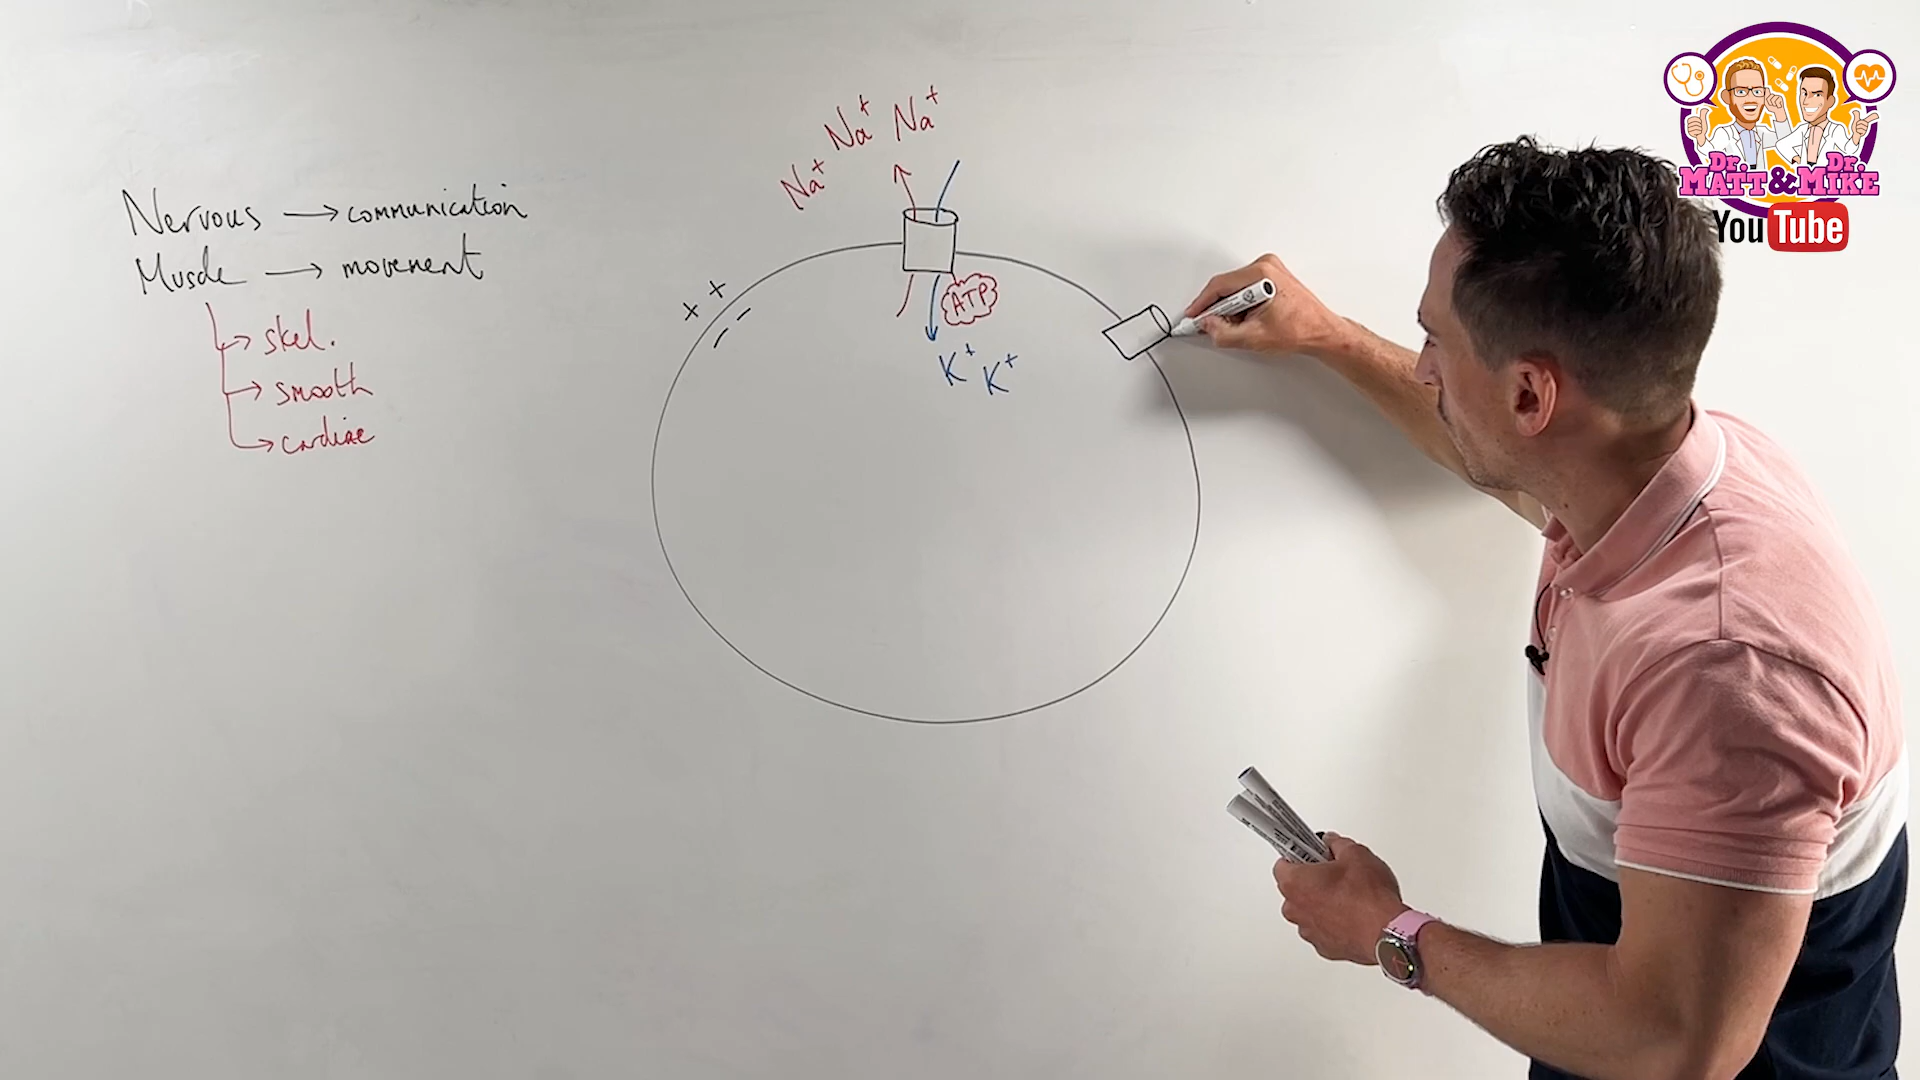 Nervous → communication
Muscle → movement
→ skel.
→ smooth
→ cardiac
Na⁺ Na⁺ Na⁺
ATP
K⁺ K⁺
+ +
- -
Dr. Dr.
MATT & MIKE
YouTube